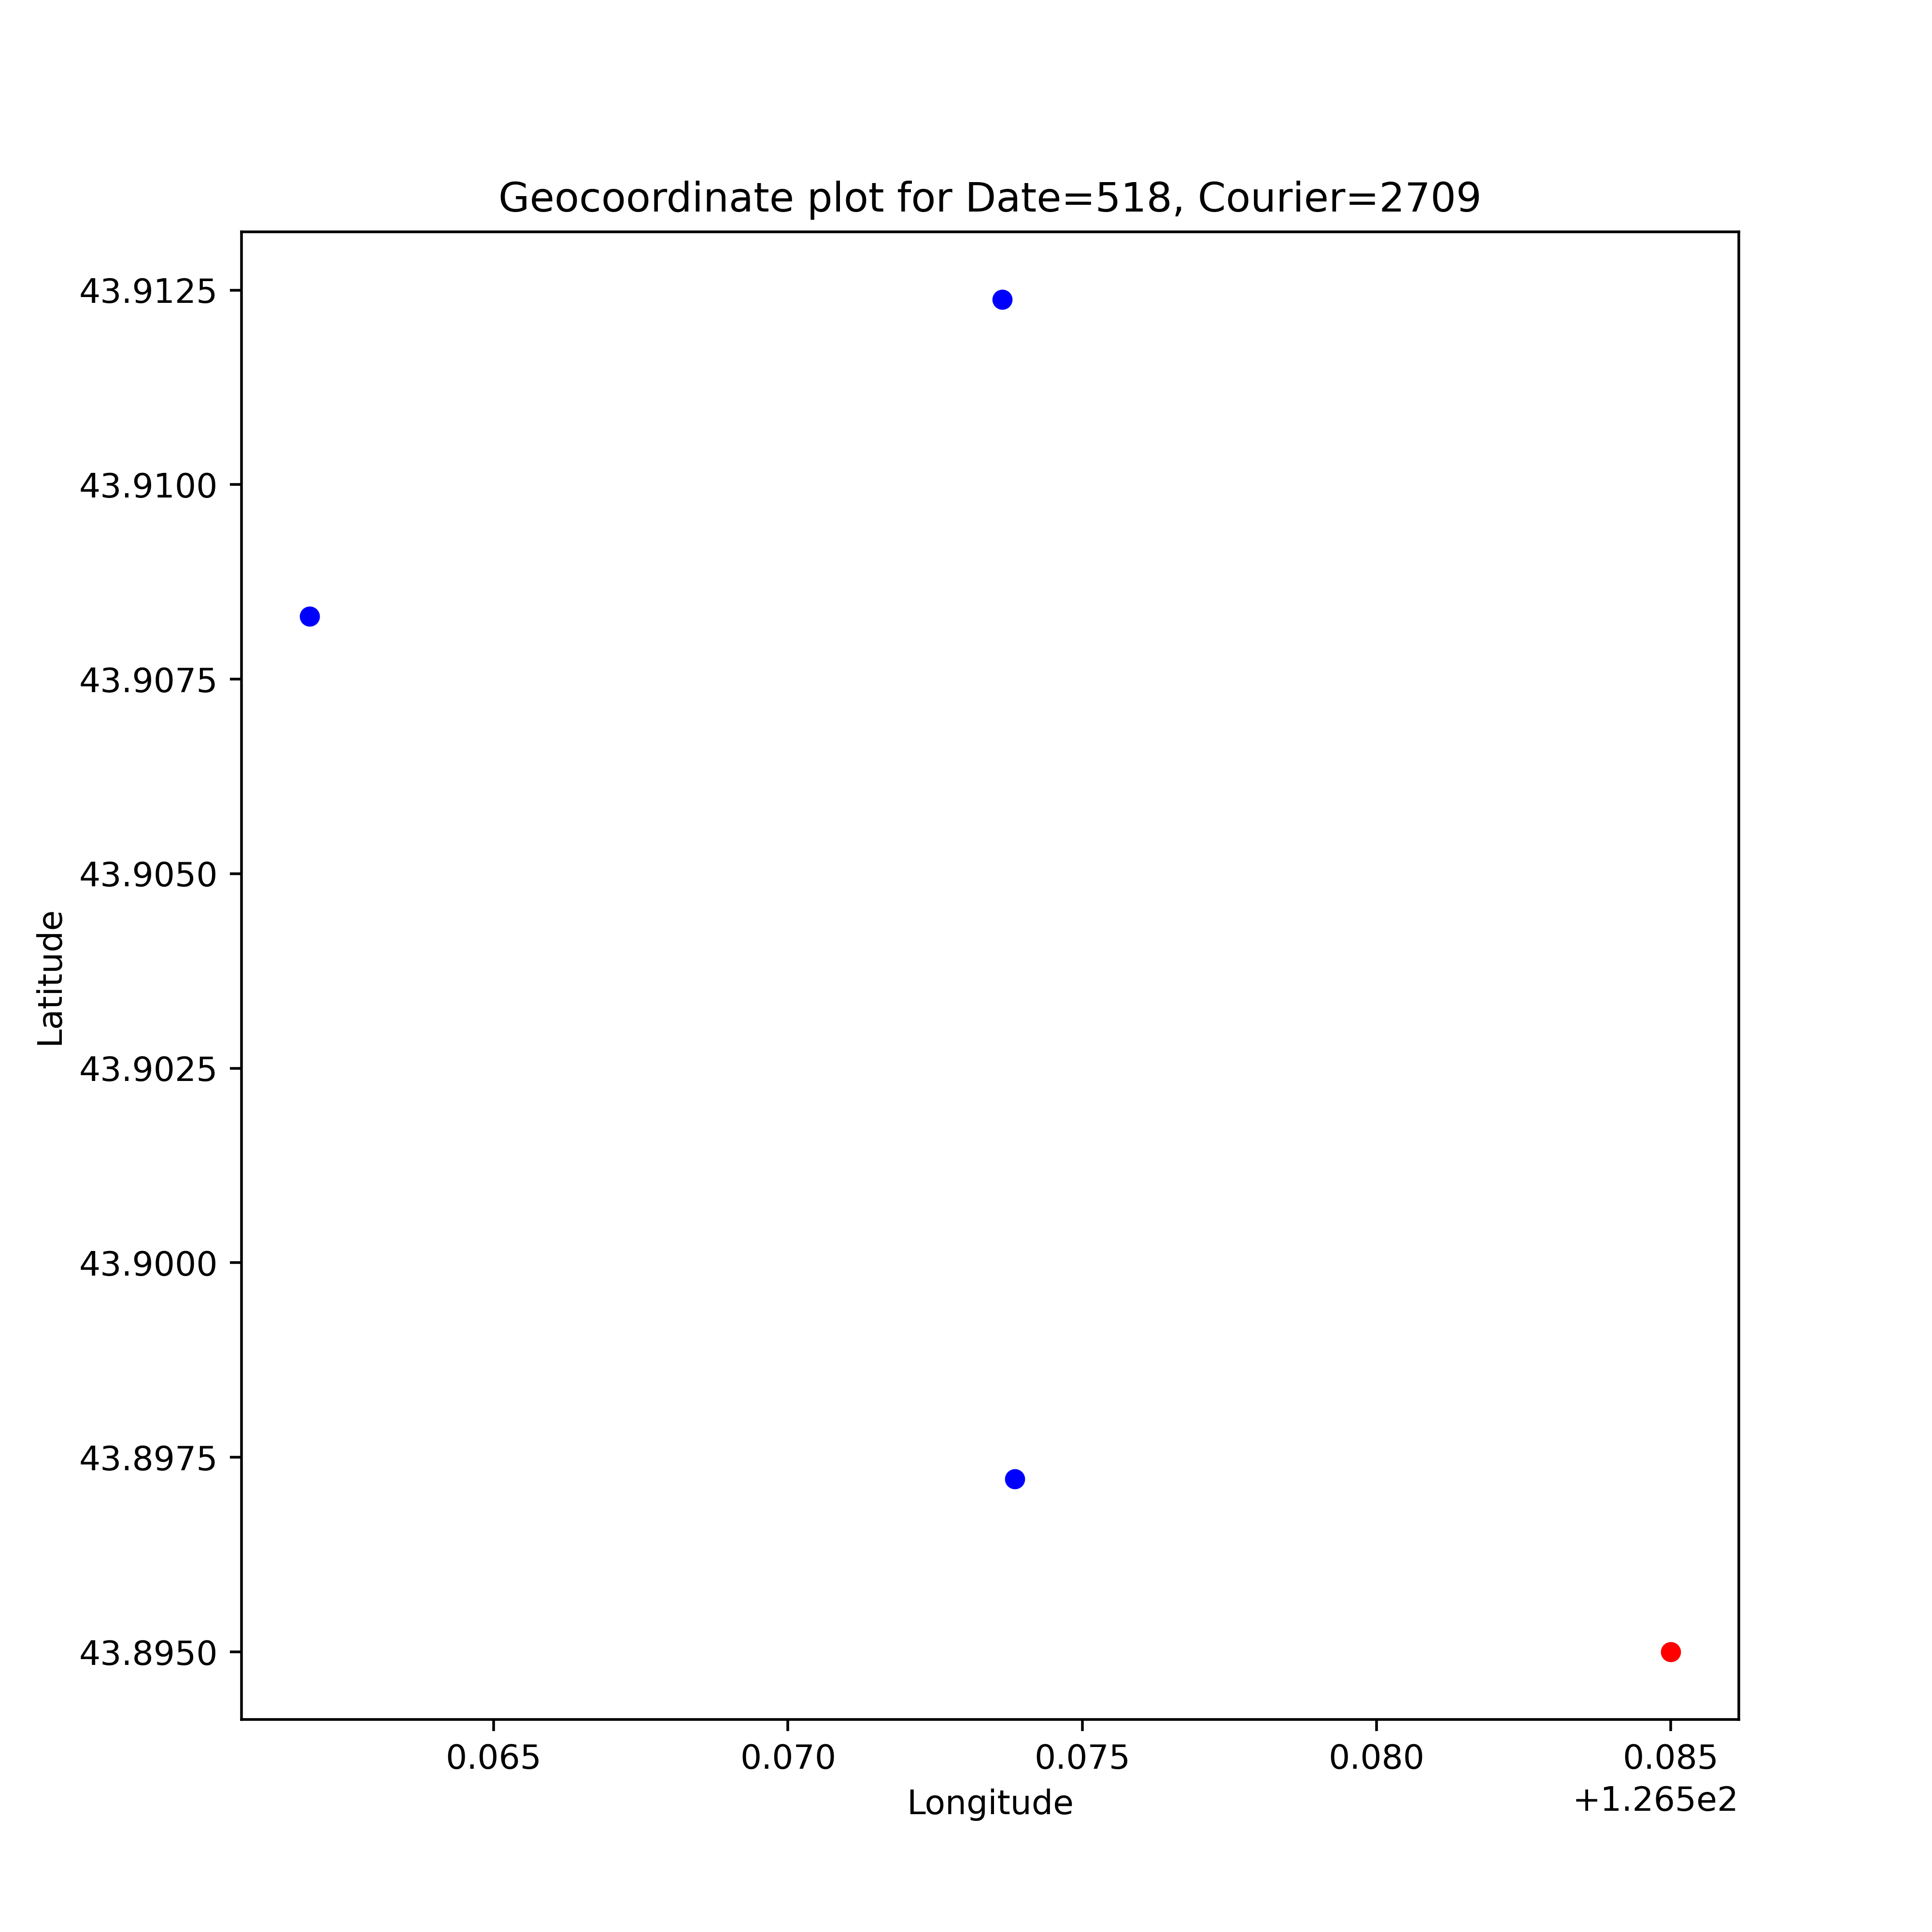 Geocoordinate plot for Date=518, Courier=2709
43.9125
43.9100
43.9075
43.9050
43.9025
43.9000
43.8975
43.8950
Latitude
0.065 0.070 0.075 0.080 0.085
+1.265e2
Longitude